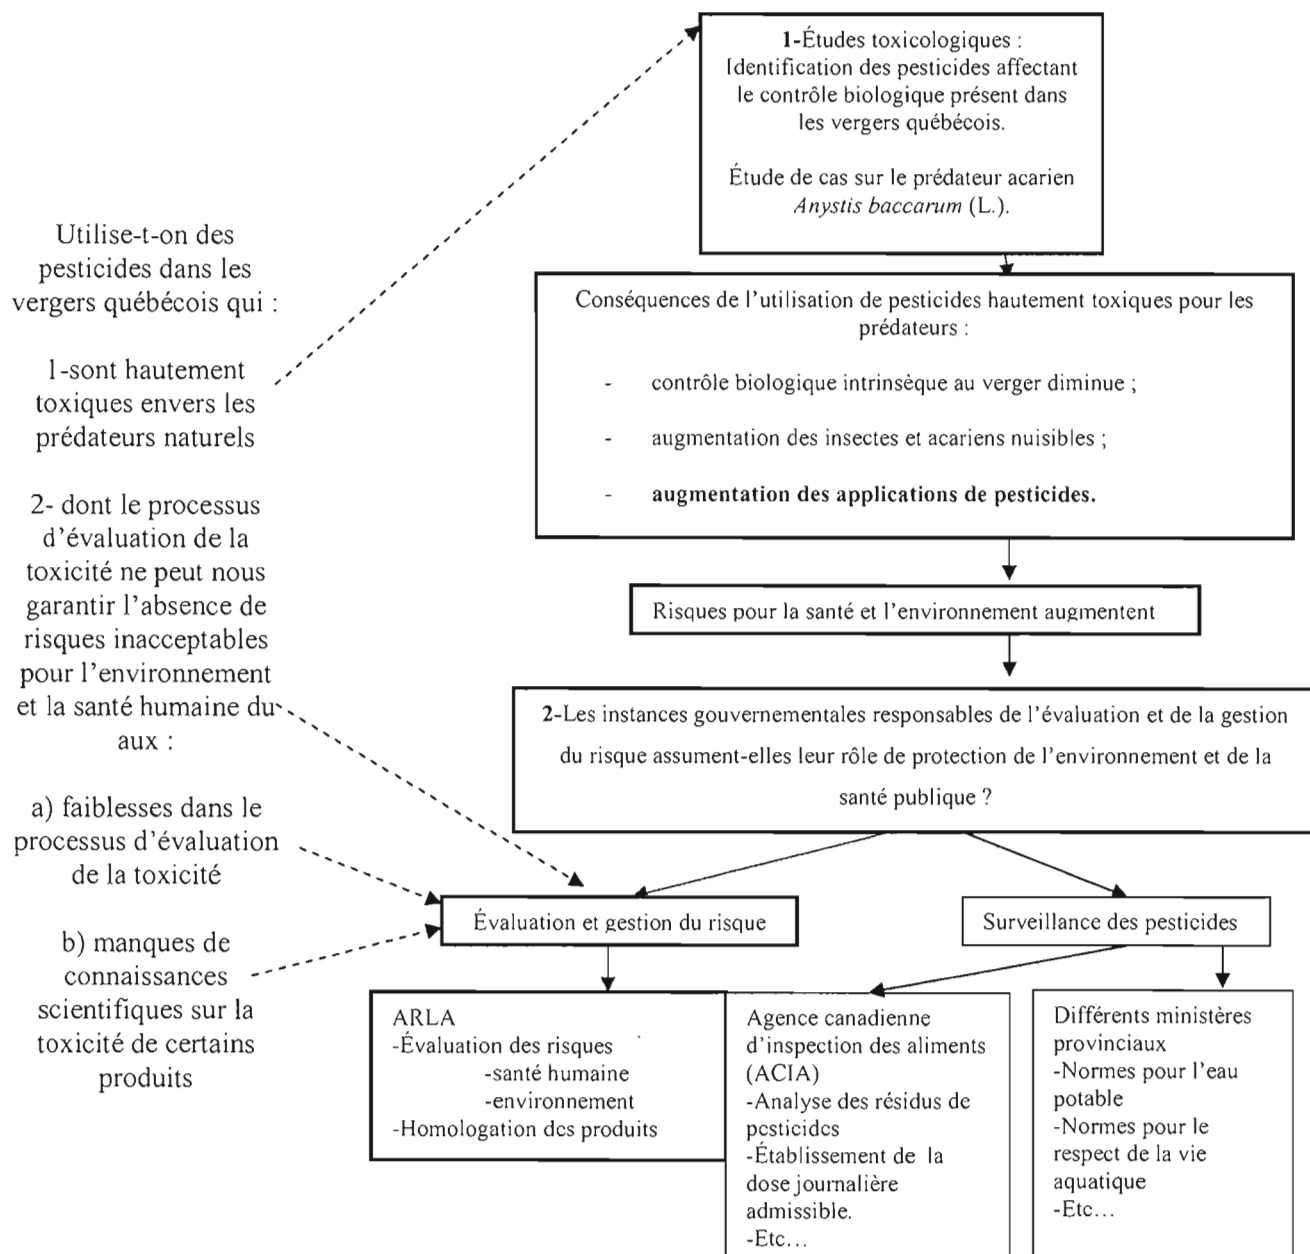 1-Études toxicologiques :
Identification des pesticides affectant
le contrôle biologique présent dans
les vergers québécois.
Étude de cas sur le prédateur acarien
Anystis baccarum (L.).
Utilise-t-on des
pesticides dans les
vergers québécois qui :
1-sont hautement
toxiques envers les
prédateurs naturels
2- dont le processus
d'évaluation de la
toxicité ne peut nous
garantir l'absence de
risques inacceptables
pour l'environnement
et la santé humaine du
aux :
a) faiblesses dans le
processus d'évaluation
de la toxicité
b) manques de
connaissances
scientifiques sur la
toxicité de certains
produits
Conséquences de l'utilisation de pesticides hautement toxiques pour les
prédateurs :
- contrôle biologique intrinsèque au verger diminue ;
- augmentation des insectes et acariens nuisibles ;
- augmentation des applications de pesticides.
Risques pour la santé et l'environnement augmentent
2-Les instances gouvernementales responsables de l'évaluation et de la gestion
du risque assument-elles leur rôle de protection de l'environnement et de la
santé publique ?
Évaluation et gestion du risque
Surveillance des pesticides
ARLA
-Évaluation des risques
-santé humaine
-environnement
-Homologation des produits
Agence canadienne
d'inspection des aliments
(ACIA)
-Analyse des résidus de
pesticides
-Établissement de la
dose journalière
admissible.
-Etc...
Différents ministères
provinciaux
-Normes pour l'eau
potable
-Normes pour le
respect de la vie
aquatique
-Etc...